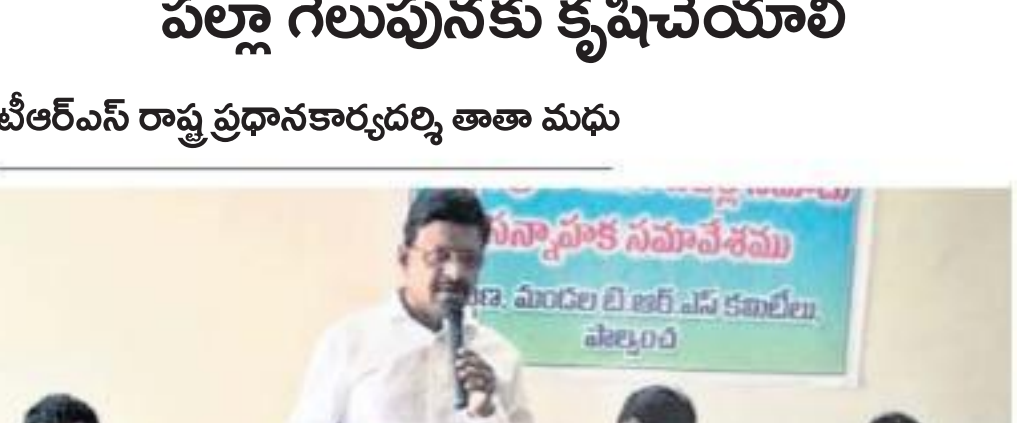 పల్లా గెలుపునకు కృషిచేయాలి
టీఆర్ఎస్ రాష్ట్ర ప్రధానకార్యదర్శి తాతా మధు
సన్నాహక సమావేశము
మండల టి.ఆర్.ఎస్ కమిటీలు
పాల్వంచ